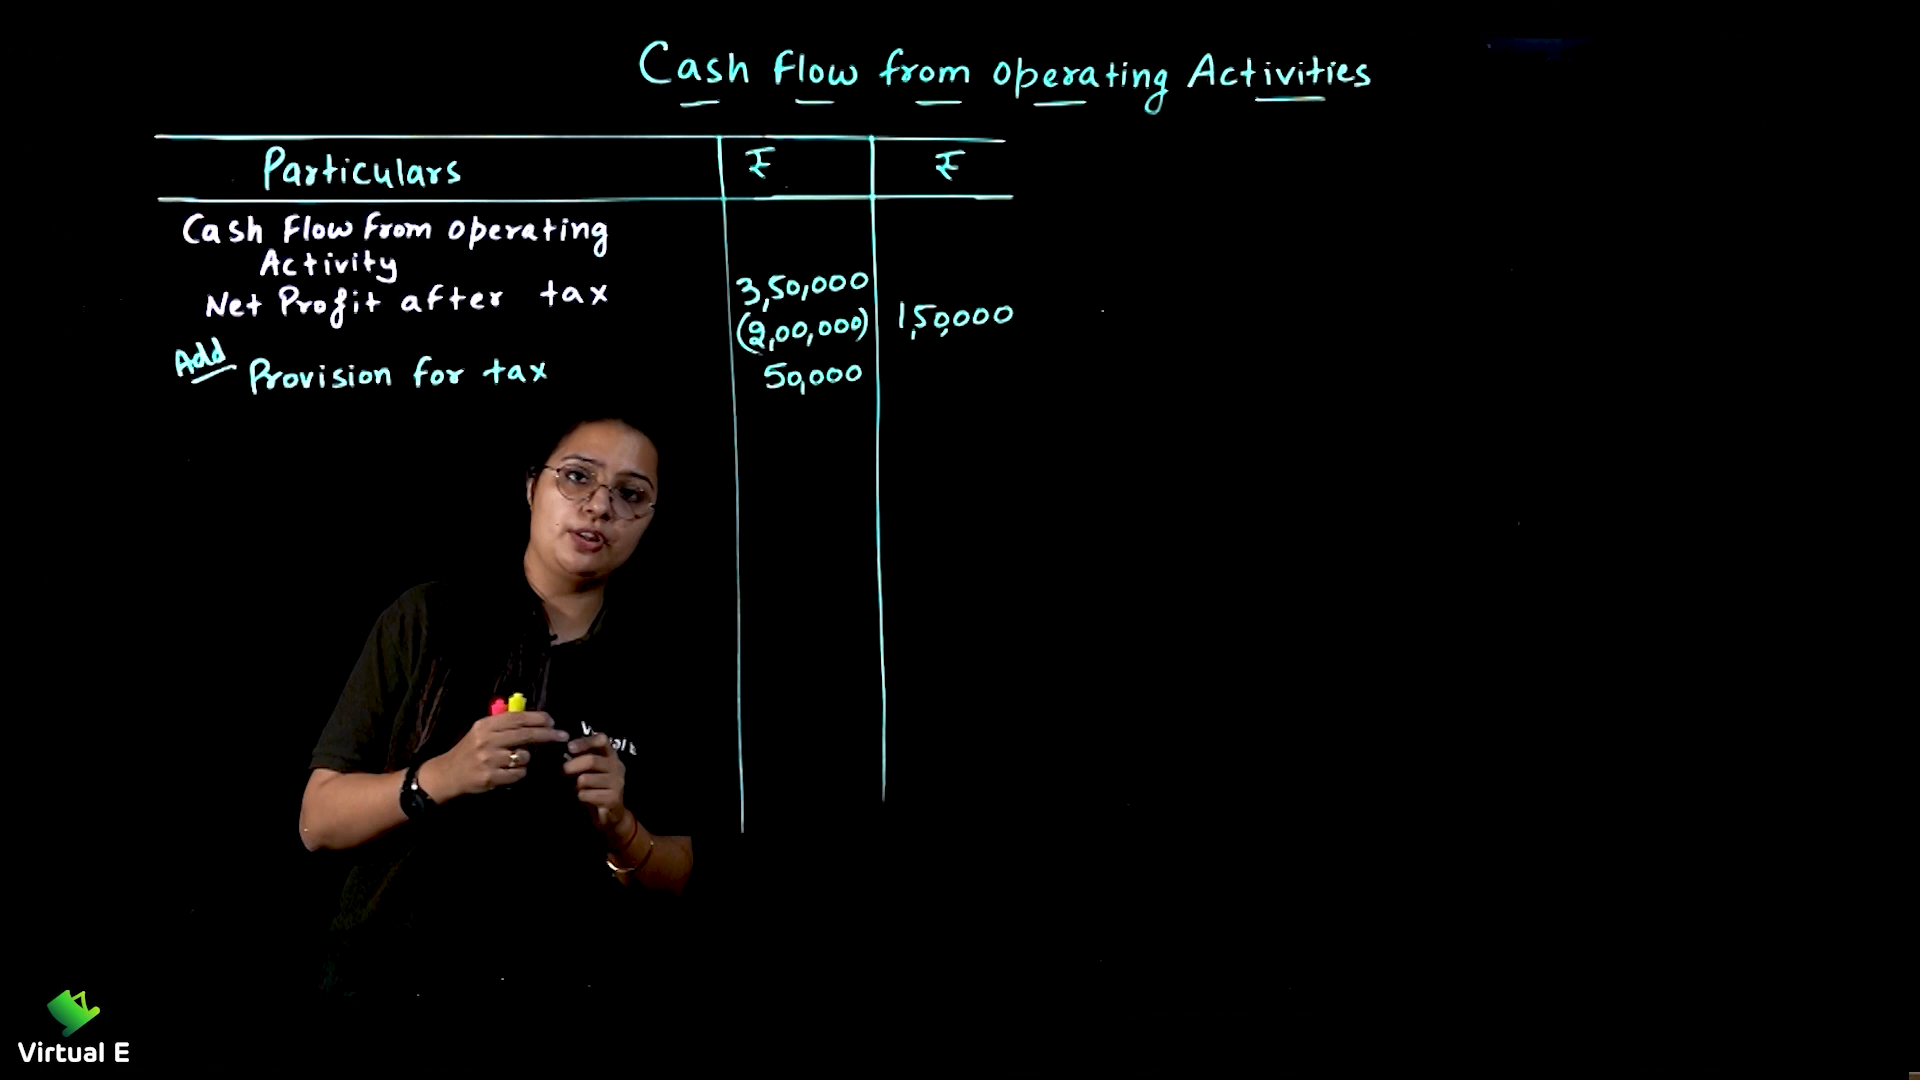 Cash Flow from operating Activities
Particulars ₹ ₹
Cash Flow from operating
Activity
Net Profit after tax 3,50,000
(2,00,000) 1,50,000
Add Provision for tax 50,000
Virtual E